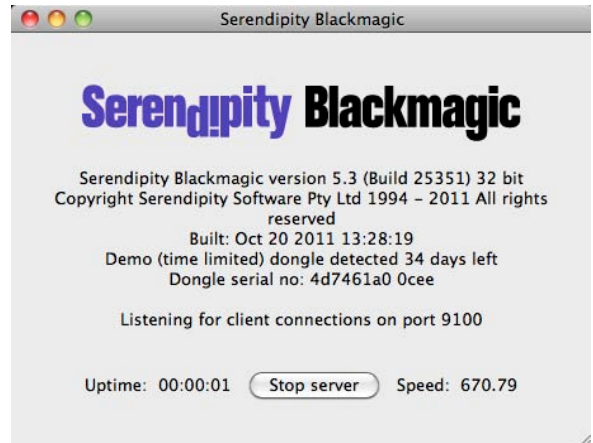 Serendipity Blackmagic
Serendipity Blackmagic
Serendipity Blackmagic version 5.3 (Build 25351) 32 bit
Copyright Serendipity Software Pty Ltd 1994 – 2011 All rights
reserved
Built: Oct 20 2011 13:28:19
Demo (time limited) dongle detected 34 days left
Dongle serial no: 4d7461a0 0cee
Listening for client connections on port 9100
Uptime: 00:00:01 Stop server Speed: 670.79